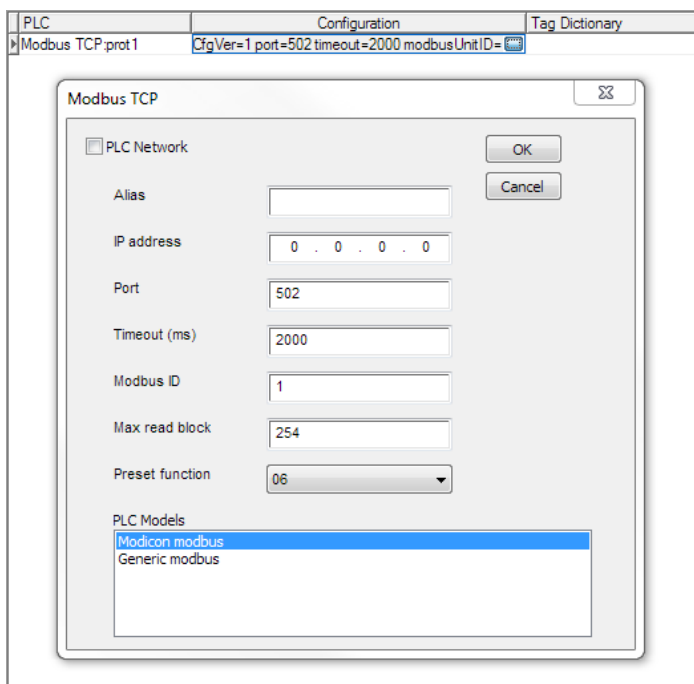 PLC Configuration Tag Dictionary
Modbus TCP:prot1 CfgVer=1 port=502 timeout=2000 modbusUnitID=
Modbus TCP
PLC Network OK
Cancel
Alias
IP address 0 . 0 . 0 . 0
Port 502
Timeout (ms) 2000
Modbus ID 1
Max read block 254
Preset function 06
PLC Models
Modicon modbus
Generic modbus